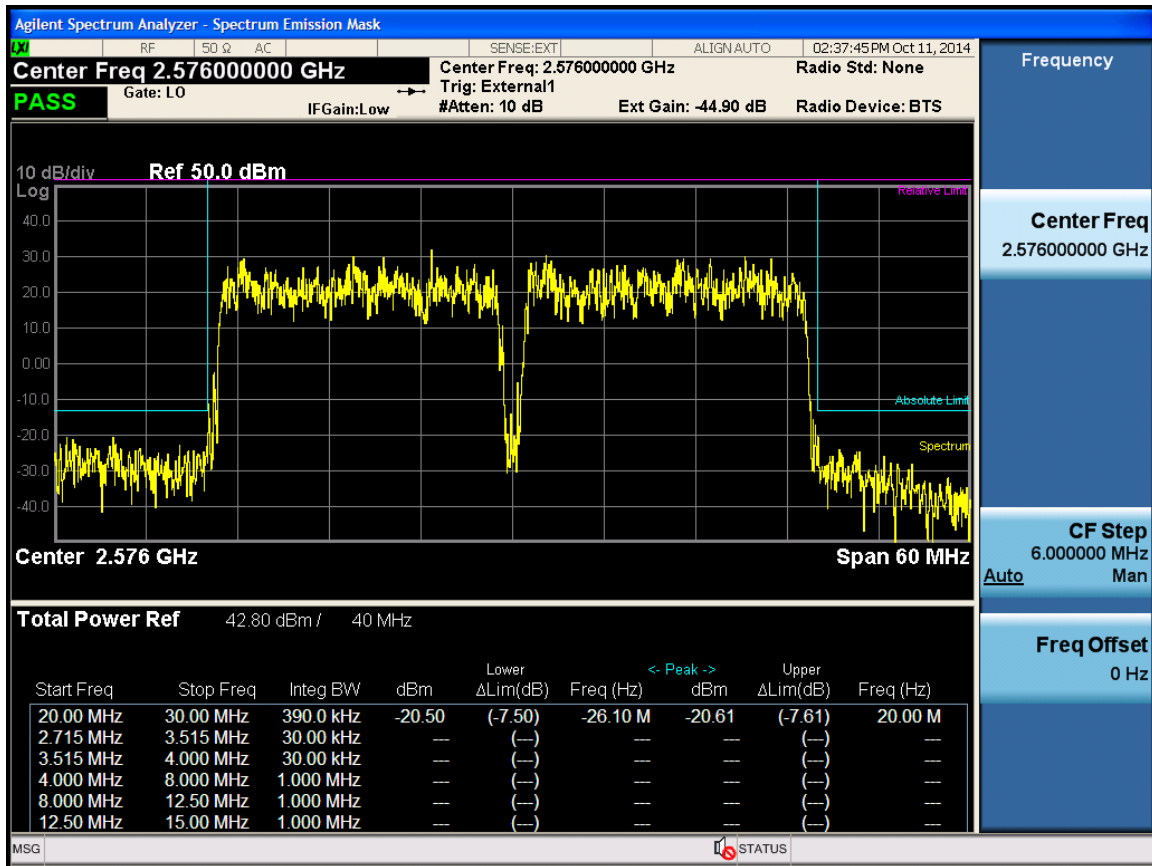 Agilent Spectrum Analyzer - Spectrum Emission Mask
LXI RF 50 Ω AC SENSE:EXT ALIGN AUTO 02:37:45 PM Oct 11, 2014
Center Freq 2.576000000 GHz
Center Freq: 2.576000000 GHz Radio Std: None
PASS Gate: LO Trig: External1
IFGain:Low #Atten: 10 dB Ext Gain: -44.90 dB Radio Device: BTS
10 dB/div Ref 50.0 dBm
Log
Relative Limit
40.0
30.0
20.0
10.0
0.00
-10.0
Absolute Limit
-20.0
Spectrum
-30.0
-40.0
Center 2.576 GHz Span 60 MHz
Total Power Ref 42.80 dBm / 40 MHz
Lower <- Peak -> Upper
Start Freq Stop Freq Integ BW dBm ΔLim(dB) Freq (Hz) dBm ΔLim(dB) Freq (Hz)
20.00 MHz 30.00 MHz 390.0 kHz -20.50 (-7.50) -26.10 M -20.61 (-7.61) 20.00 M
2.715 MHz 3.515 MHz 30.00 kHz --- (---) --- --- (---) ---
3.515 MHz 4.000 MHz 30.00 kHz --- (---) --- --- (---) ---
4.000 MHz 8.000 MHz 1.000 MHz --- (---) --- --- (---) ---
8.000 MHz 12.50 MHz 1.000 MHz --- (---) --- --- (---) ---
12.50 MHz 15.00 MHz 1.000 MHz --- (---) --- --- (---) ---
MSG STATUS
Frequency
Center Freq
2.576000000 GHz
CF Step
6.000000 MHz
Auto Man
Freq Offset
0 Hz